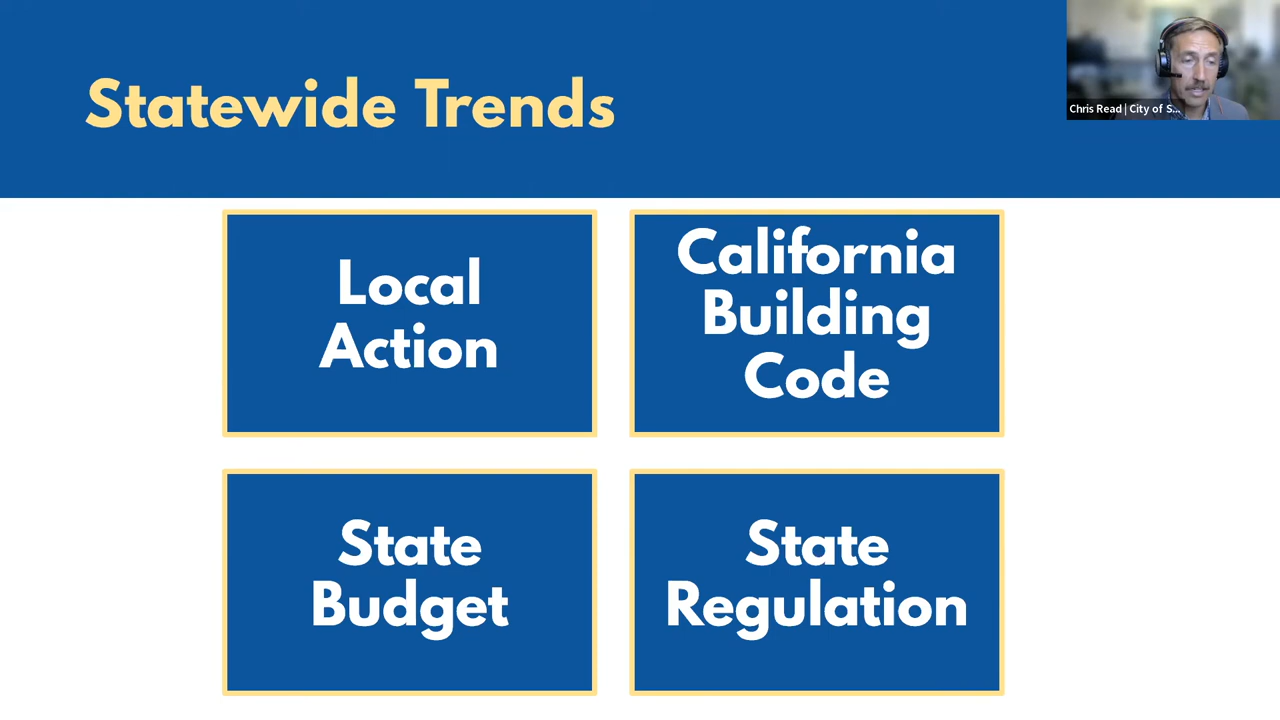 Statewide Trends
Chris Read | City of S...
Local
Action
California
Building
Code
State
Budget
State
Regulation